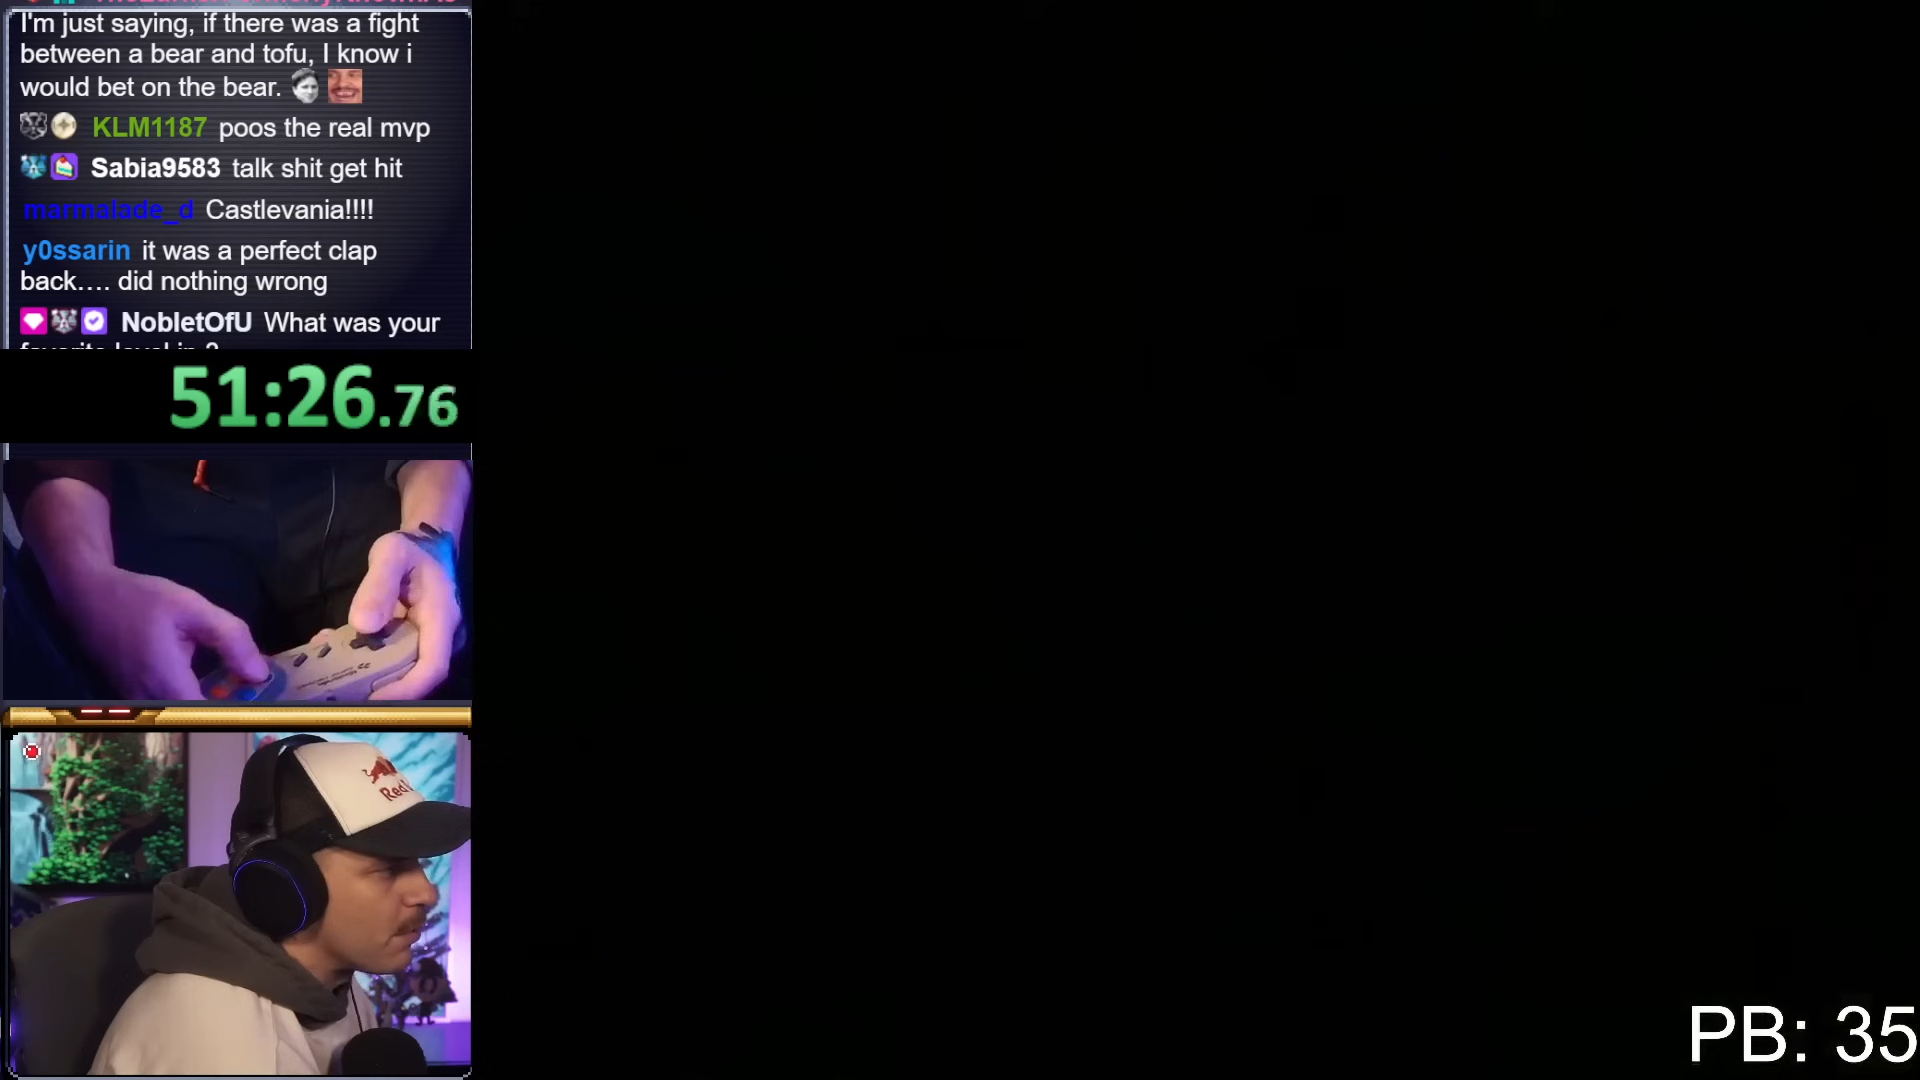 I'm just saying, if there was a fight
between a bear and tofu, I know i
would bet on the bear.
KLM1187 poos the real mvp
Sabia9583 talk shit get hit
marmalade_d Castlevania!!!!
y0ssarin it was a perfect clap
back.... did nothing wrong
NobletOfU What was your
51:26.76
Red
PB: 35